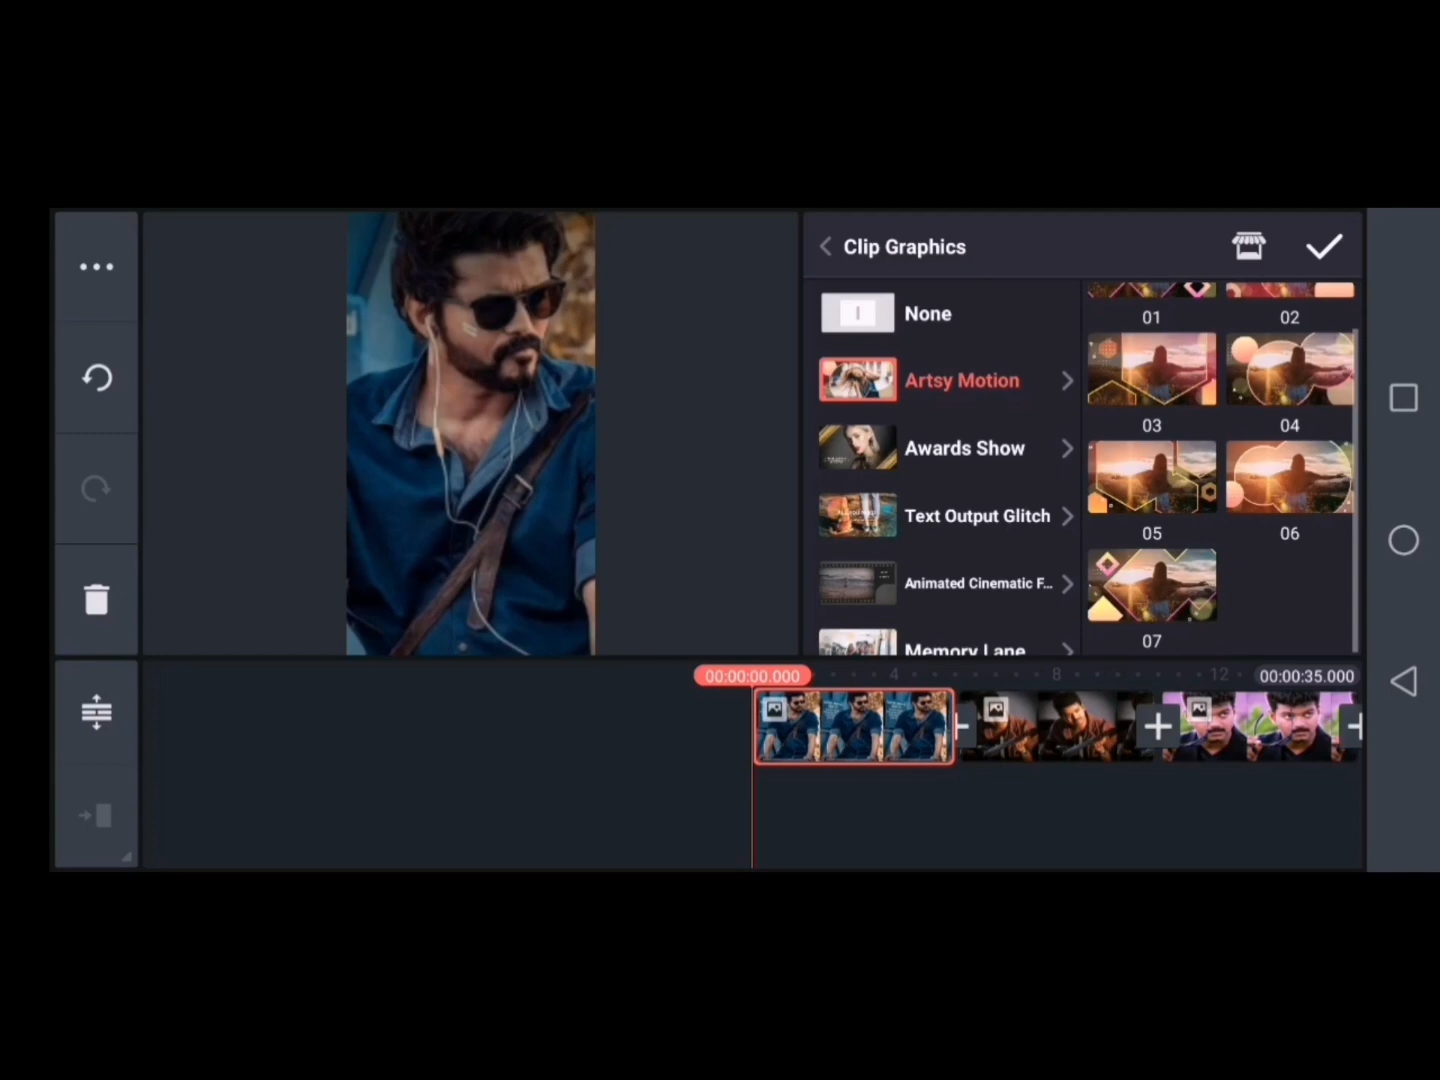 Clip Graphics
None
Artsy Motion
Awards Show
Text Output Glitch
Animated Cinematic F...
Memory Lane
01
02
03
04
05
06
07
00:00:00.000
4
8
12
00:00:35.000